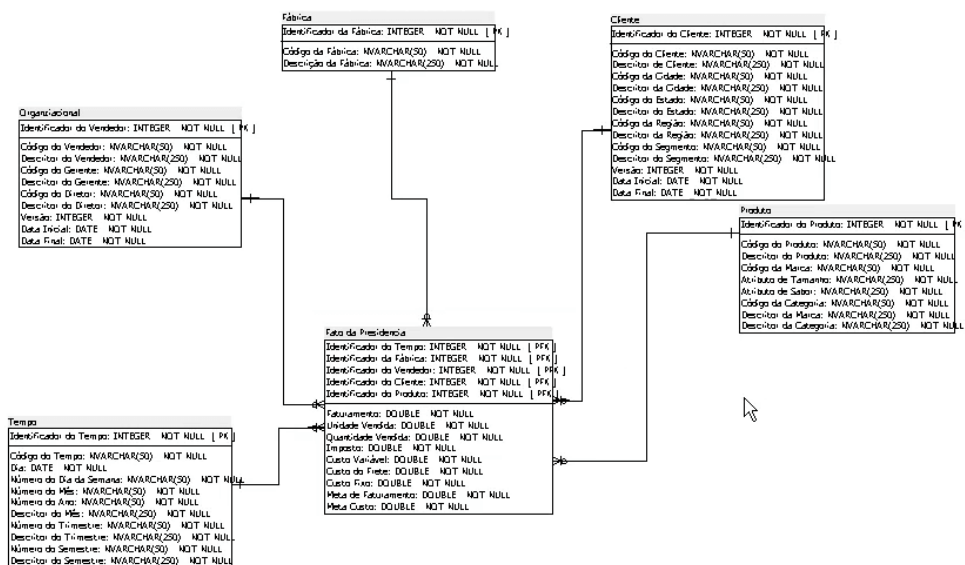 Fábrica
Identificador da Fábrica: INTEGER NOT NULL [ PK ]
Código da Fábrica: NVARCHAR(50) NOT NULL
Descrição da Fábrica: NVARCHAR(250) NOT NULL
Cliente
Identificador do Cliente: INTEGER NOT NULL [ PK ]
Código do Cliente: NVARCHAR(50) NOT NULL
Descritor de Cliente: NVARCHAR(250) NOT NULL
Código da Cidade: NVARCHAR(50) NOT NULL
Descritor da Cidade: NVARCHAR(250) NOT NULL
Código do Estado: NVARCHAR(50) NOT NULL
Descritor do Estado: NVARCHAR(250) NOT NULL
Código da Região: NVARCHAR(50) NOT NULL
Descritor da Região: NVARCHAR(250) NOT NULL
Código do Segmento: NVARCHAR(50) NOT NULL
Descritor do Segmento: NVARCHAR(250) NOT NULL
Versão: INTEGER NOT NULL
Data Inicial: DATE NOT NULL
Data Final: DATE NOT NULL
Organizacional
Identificador do Vendedor: INTEGER NOT NULL [ PK ]
Código do Vendedor: NVARCHAR(50) NOT NULL
Descritor do Vendedor: NVARCHAR(250) NOT NULL
Código do Gerente: NVARCHAR(50) NOT NULL
Descritor do Gerente: NVARCHAR(250) NOT NULL
Código do Diretor: NVARCHAR(50) NOT NULL
Descritor do Diretor: NVARCHAR(250) NOT NULL
Versão: INTEGER NOT NULL
Data Inicial: DATE NOT NULL
Data Final: DATE NOT NULL
Produto
Identificador do Produto: INTEGER NOT NULL [ PK
Código do Produto: NVARCHAR(50) NOT NULL
Descritor do Produto: NVARCHAR(250) NOT NULL
Código da Marca: NVARCHAR(50) NOT NULL
Atributo de Tamanho: NVARCHAR(250) NOT NULL
Atributo de Sabor: NVARCHAR(250) NOT NULL
Código da Categoria: NVARCHAR(50) NOT NULL
Descritor da Marca: NVARCHAR(250) NOT NULL
Descritor da Categoria: NVARCHAR(250) NOT NULL
Fato da Presidencia
Identificador do Tempo: INTEGER NOT NULL [ PFK ]
Identificador da Fábrica: INTEGER NOT NULL [ PFK ]
Identificador do Vendedor: INTEGER NOT NULL [ PFK ]
Identificador do Cliente: INTEGER NOT NULL [ PFK ]
Identificador do Produto: INTEGER NOT NULL [ PFK ]
Faturamento: DOUBLE NOT NULL
Unidade Vendida: DOUBLE NOT NULL
Quantidade Vendida: DOUBLE NOT NULL
Imposto: DOUBLE NOT NULL
Custo Variável: DOUBLE NOT NULL
Custo do Frete: DOUBLE NOT NULL
Custo Fixo: DOUBLE NOT NULL
Meta de Faturamento: DOUBLE NOT NULL
Meta Custo: DOUBLE NOT NULL
Tempo
Identificador do Tempo: INTEGER NOT NULL [ PK ]
Código do Tempo: NVARCHAR(50) NOT NULL
Dia: DATE NOT NULL
Número do Dia da Semana: NVARCHAR(50) NOT NULL
Número do Mês: NVARCHAR(50) NOT NULL
Número do Ano: NVARCHAR(50) NOT NULL
Descritor do Mês: NVARCHAR(250) NOT NULL
Número do Trimestre: NVARCHAR(50) NOT NULL
Descritor do Trimestre: NVARCHAR(250) NOT NULL
Número do Semestre: NVARCHAR(50) NOT NULL
Descritor do Semestre: NVARCHAR(250) NOT NULL